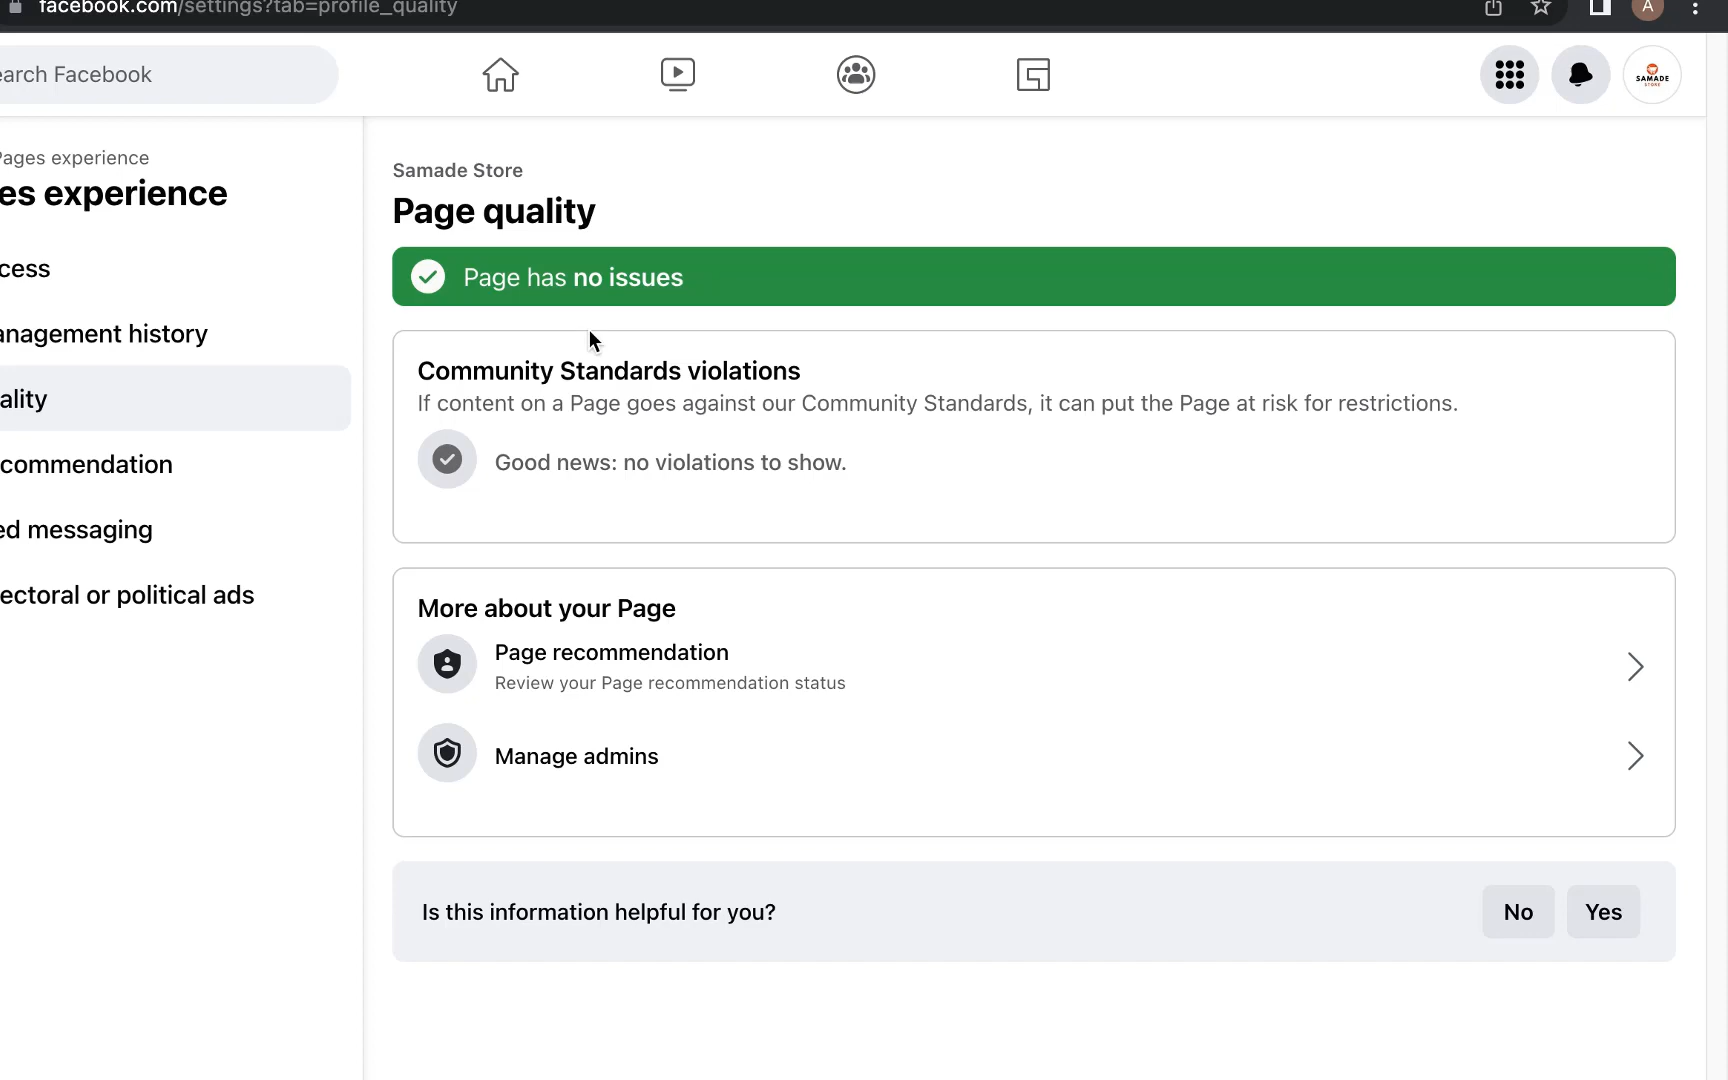 facebook.com/settings?tab=profile_quality
A
earch Facebook
SAMADE
STORE
Pages experience
es experience
cess
anagement history
ality
commendation
ed messaging
ectoral or political ads
Samade Store
Page quality
Page has no issues
Community Standards violations
If content on a Page goes against our Community Standards, it can put the Page at risk for restrictions.
Good news: no violations to show.
More about your Page
Page recommendation
Review your Page recommendation status
Manage admins
Is this information helpful for you?
No
Yes